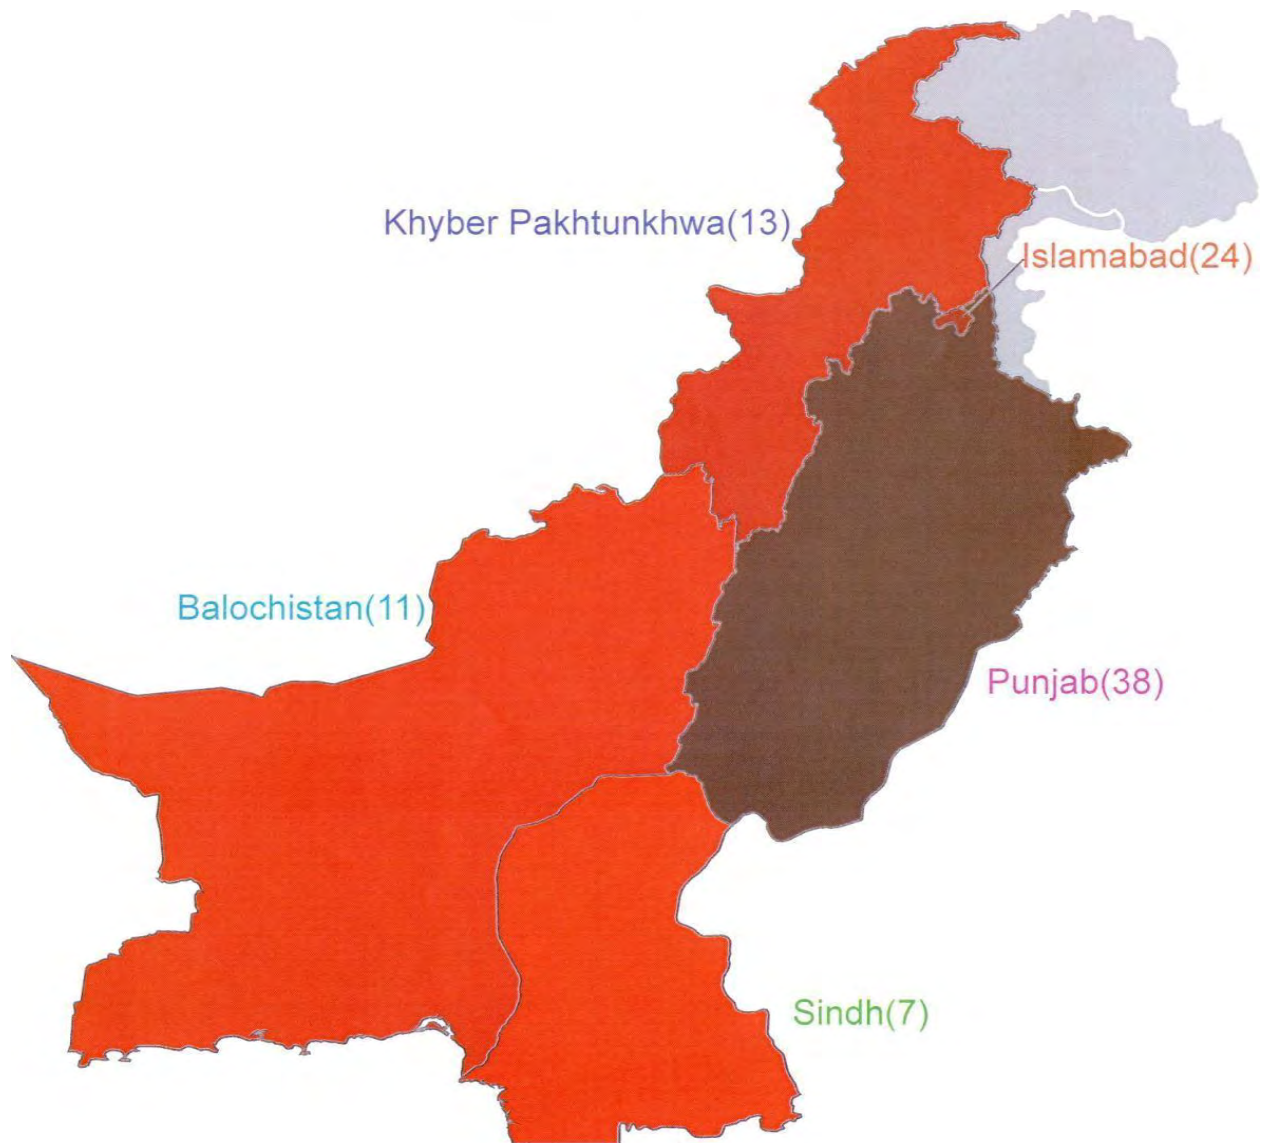 Khyber Pakhtunkhwa(13)
Islamabad(24)
Balochistan(11)
Punjab(38)
Sindh(7)